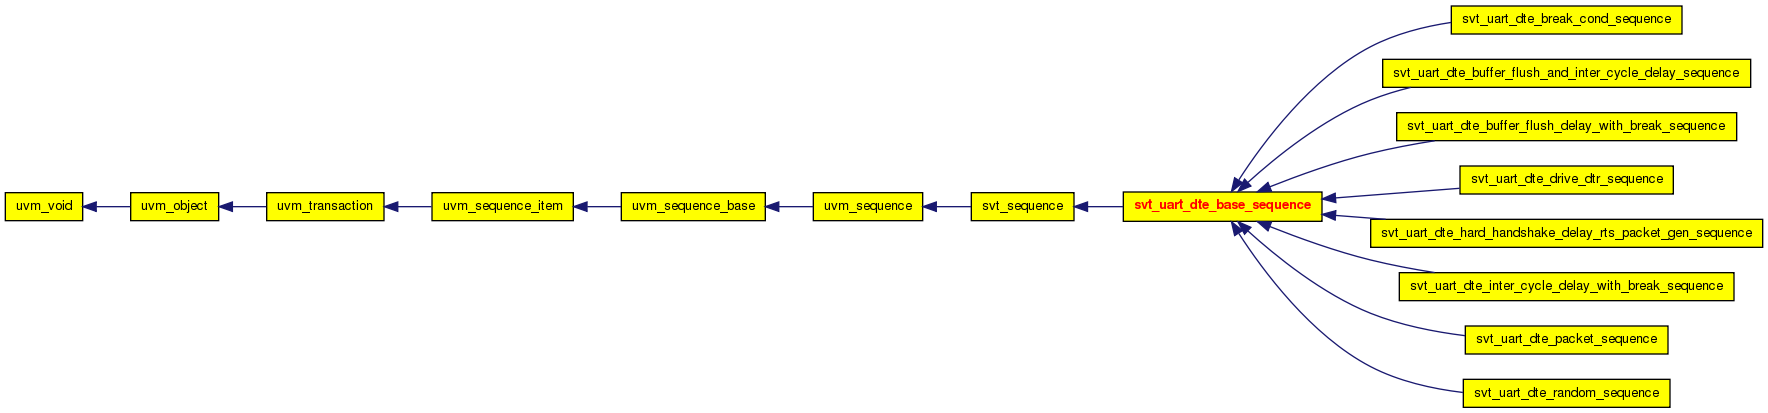 svt_uart_dte_break_cond_sequence
svt_uart_dte_buffer_flush_and_inter_cycle_delay_sequence
svt_uart_dte_buffer_flush_delay_with_break_sequence
svt_uart_dte_drive_dtr_sequence
uvm_void
uvm_object
uvm_transaction
uvm_sequence_item
uvm_sequence_base
uvm_sequence
svt_sequence
svt_uart_dte_base_sequence
svt_uart_dte_hard_handshake_delay_rts_packet_gen_sequence
svt_uart_dte_inter_cycle_delay_with_break_sequence
svt_uart_dte_packet_sequence
svt_uart_dte_random_sequence